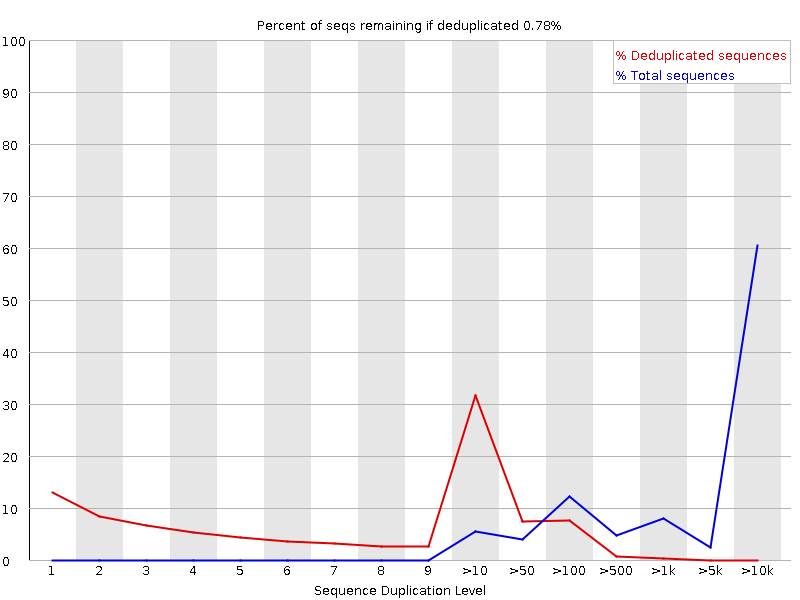 Percent of seqs remaining if deduplicated 0.78%
% Deduplicated sequences
% Total sequences
100
90
80
70
60
50
40
30
20
10
0
1 2 3 4 5 6 7 8 9 >10 >50 >100 >500 >1k >5k >10k
Sequence Duplication Level